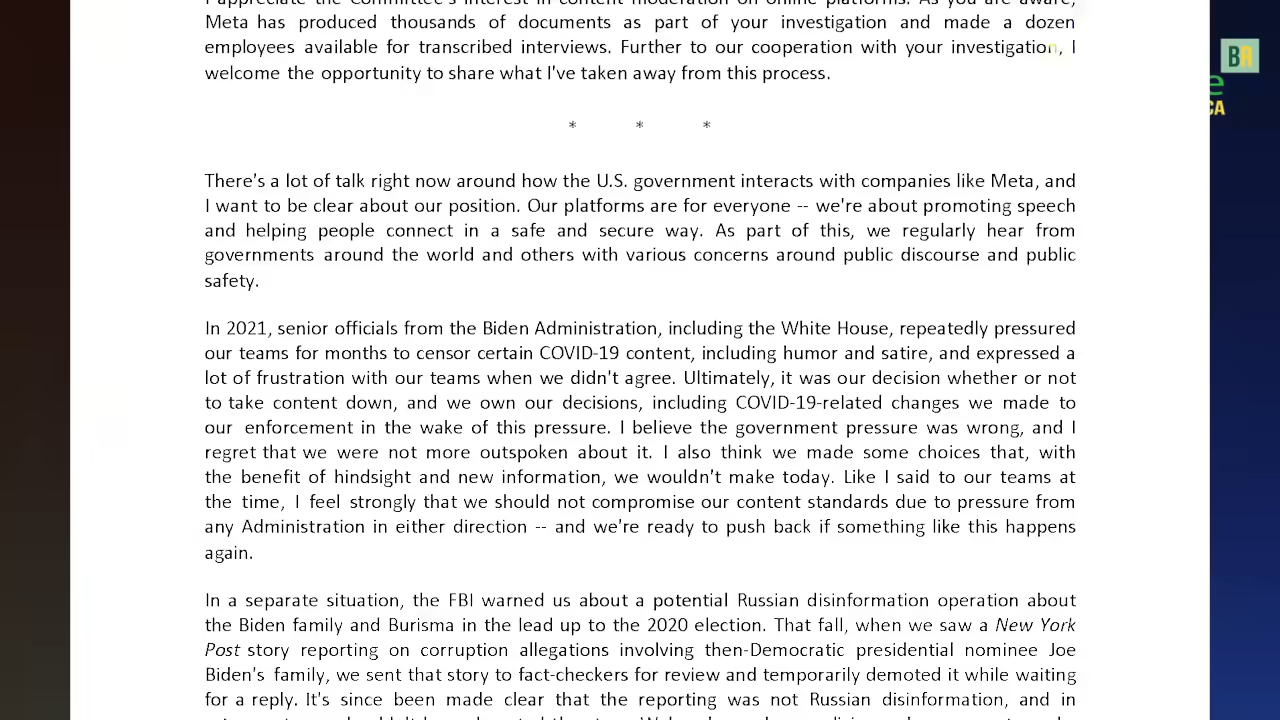 I appreciate the Committee's interest in content moderation on online platforms. As you are aware,
Meta has produced thousands of documents as part of your investigation and made a dozen
employees available for transcribed interviews. Further to our cooperation with your investigation, I
welcome the opportunity to share what I've taken away from this process.
* * *
There's a lot of talk right now around how the U.S. government interacts with companies like Meta, and
I want to be clear about our position. Our platforms are for everyone -- we're about promoting speech
and helping people connect in a safe and secure way. As part of this, we regularly hear from
governments around the world and others with various concerns around public discourse and public
safety.
In 2021, senior officials from the Biden Administration, including the White House, repeatedly pressured
our teams for months to censor certain COVID-19 content, including humor and satire, and expressed a
lot of frustration with our teams when we didn't agree. Ultimately, it was our decision whether or not
to take content down, and we own our decisions, including COVID-19-related changes we made to
our enforcement in the wake of this pressure. I believe the government pressure was wrong, and I
regret that we were not more outspoken about it. I also think we made some choices that, with
the benefit of hindsight and new information, we wouldn't make today. Like I said to our teams at
the time, I feel strongly that we should not compromise our content standards due to pressure from
any Administration in either direction -- and we're ready to push back if something like this happens
again.
In a separate situation, the FBI warned us about a potential Russian disinformation operation about
the Biden family and Burisma in the lead up to the 2020 election. That fall, when we saw a New York
Post story reporting on corruption allegations involving then-Democratic presidential nominee Joe
Biden's family, we sent that story to fact-checkers for review and temporarily demoted it while waiting
for a reply. It's since been made clear that the reporting was not Russian disinformation, and in
e
CA